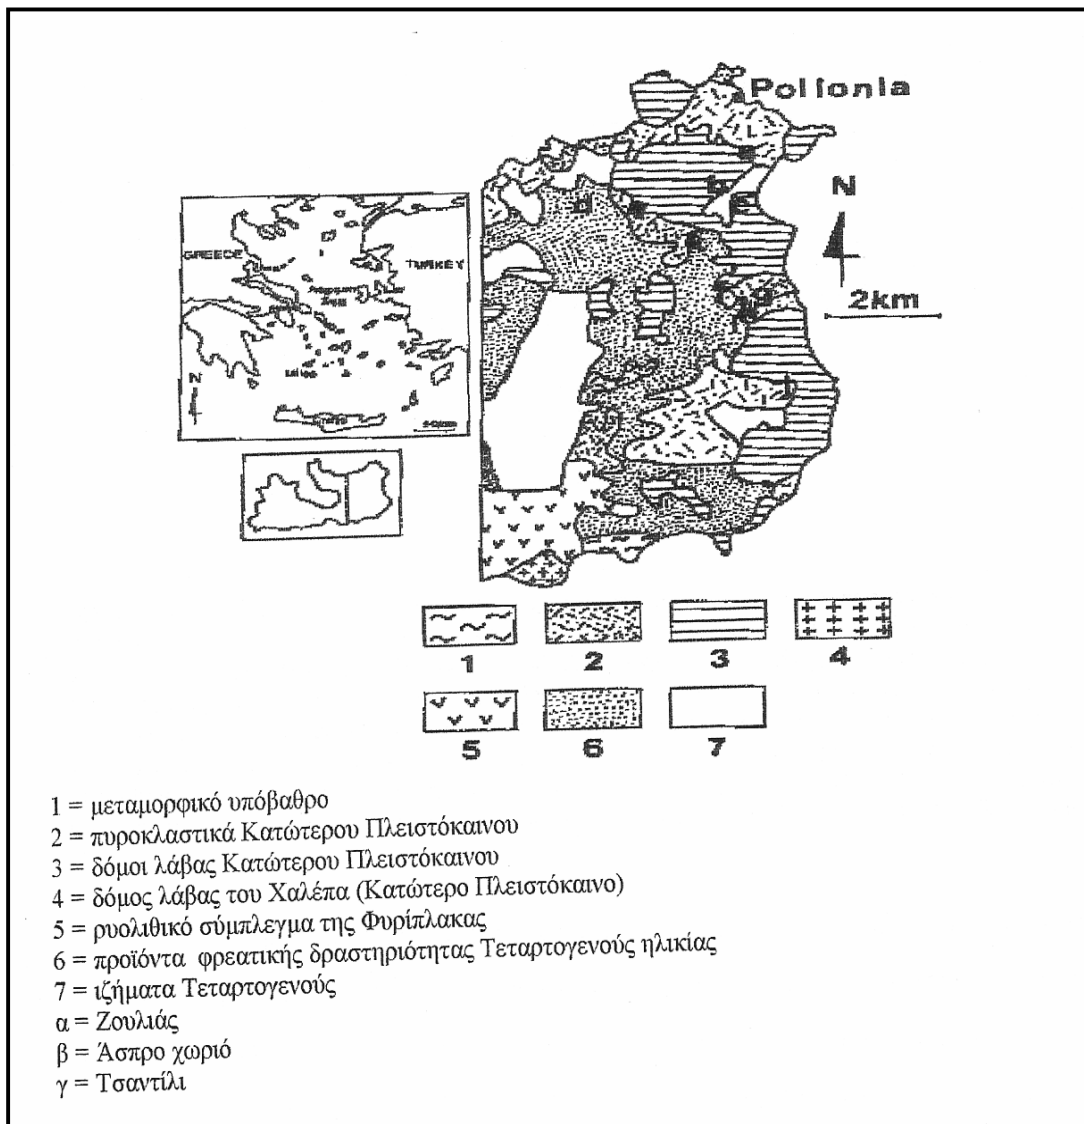 Pollonia
N
2km
GREECE
TURKEY
N
1
2
3
4
5
6
7
1 = μεταμορφικό υπόβαθρο
2 = πυροκλαστικά Κατώτερου Πλειστόκαινου
3 = δόμοι λάβας Κατώτερου Πλειστόκαινου
4 = δόμος λάβας του Χαλέπα (Κατώτερο Πλειστόκαινο)
5 = ρυολιθικό σύμπλεγμα της Φυρίπλακας
6 = προϊόντα φρεατικής δραστηριότητας Τεταρτογενούς ηλικίας
7 = ιζήματα Τεταρτογενούς
α = Ζουλιάς
β = Άσπρο χωριό
γ = Τσαντίλι